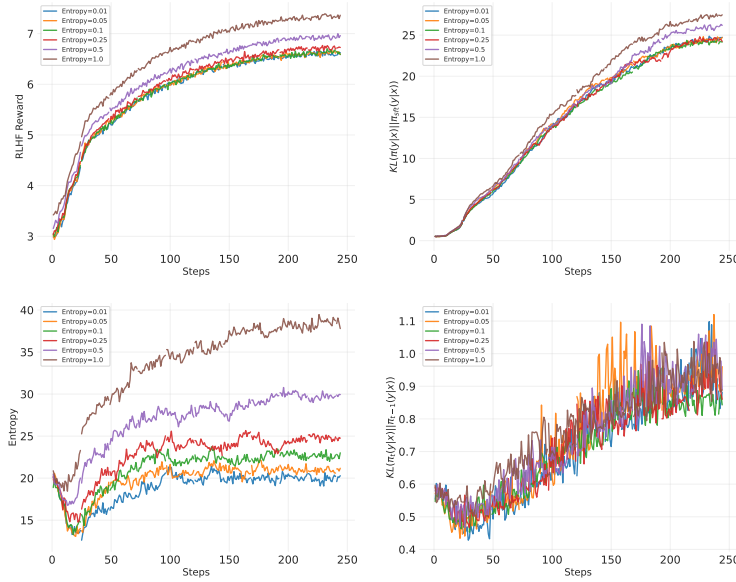 Entropy=0.01
Entropy=0.05
Entropy=0.1
Entropy=0.25
Entropy=0.5
Entropy=1.0
7
6
5
4
3
RLHF Reward
0 50 100 150 200 250
Steps
Entropy=0.01
Entropy=0.05
Entropy=0.1
Entropy=0.25
Entropy=0.5
Entropy=1.0
25
20
15
10
5
0
KL(π(y|x)||π_sft(y|x))
0 50 100 150 200 250
Steps
Entropy=0.01
Entropy=0.05
Entropy=0.1
Entropy=0.25
Entropy=0.5
Entropy=1.0
40
35
30
25
20
15
Entropy
0 50 100 150 200 250
Steps
Entropy=0.01
Entropy=0.05
Entropy=0.1
Entropy=0.25
Entropy=0.5
Entropy=1.0
1.1
1.0
0.9
0.8
0.7
0.6
0.5
0.4
KL(π_t(y|x)||π_{t−1}(y|x))
0 50 100 150 200 250
Steps